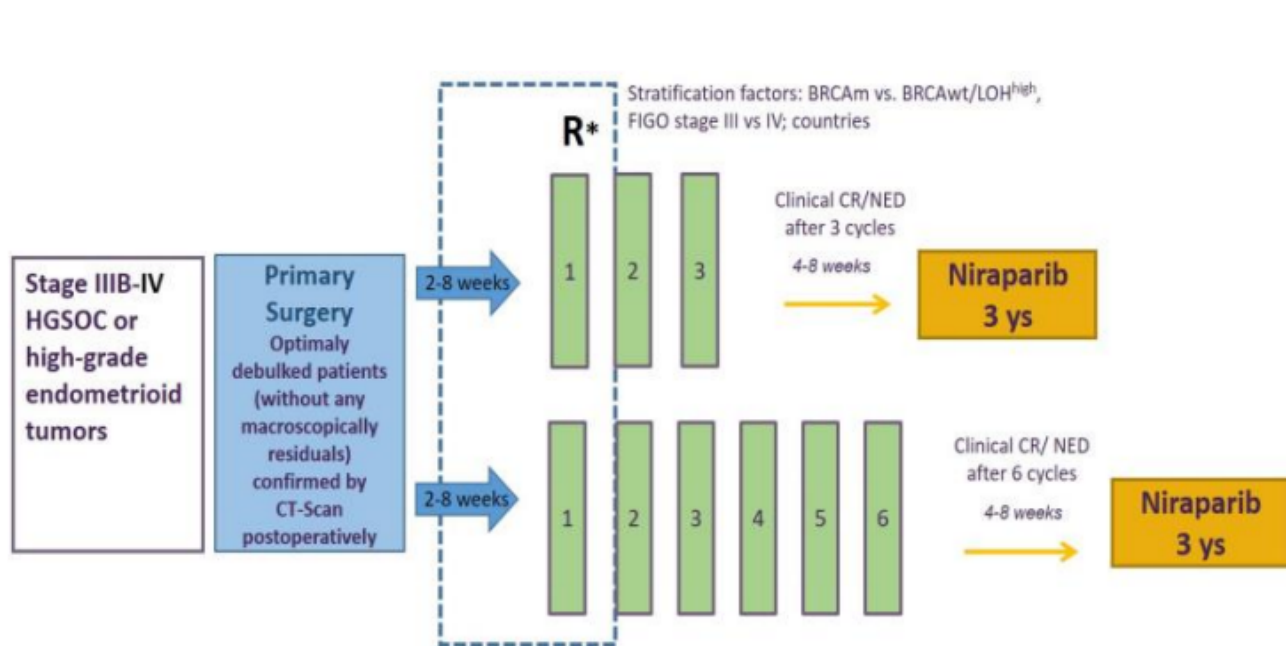 Stratification factors: BRCAm vs. BRCAwt/LOHhigh,
FIGO stage III vs IV; countries
R*
Stage IIIB-IV
HGSOC or
high-grade
endometrioid
tumors
Primary
Surgery
Optimaly
debulked patients
(without any
macroscopically
residuals)
confirmed by
CT-Scan
postoperatively
2-8 weeks
1
2
3
Clinical CR/NED
after 3 cycles
4-8 weeks
Niraparib
3 ys
2-8 weeks
1
2
3
4
5
6
Clinical CR/ NED
after 6 cycles
4-8 weeks
Niraparib
3 ys